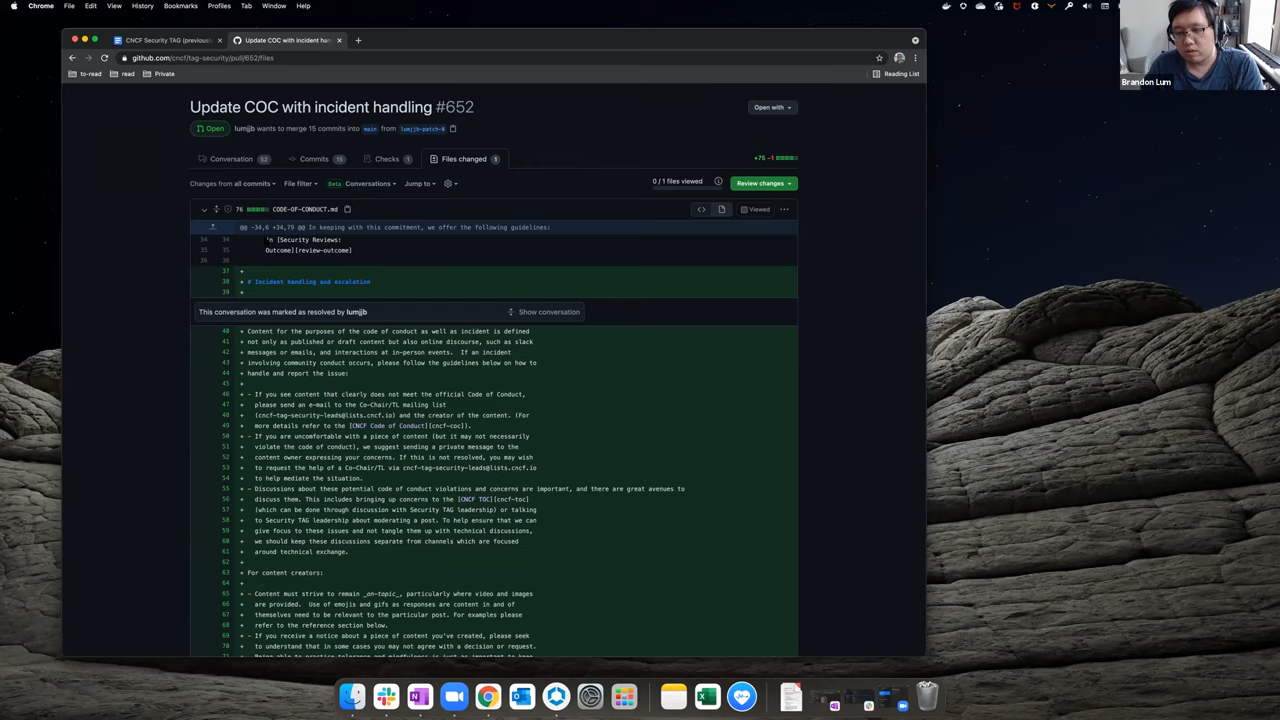 Chrome File Edit View History Bookmarks Profiles Tab Window Help
CNCF Security TAG (previously
Update COC with incident han
github.com/cncf/tag-security/pull/652/files
to-read read Private
Reading List
Brandon Lum
Update COC with incident handling #652
Open with
Open lumjjb wants to merge 15 commits into main from lumjjb-patch-8
Conversation 52 Commits 15 Checks 1 Files changed 1
+75 −1
Changes from all commits File filter Beta Conversations Jump to
0 / 1 files viewed
Review changes
76 CODE-OF-CONDUCT.md
Viewed
@@ -34,6 +34,79 @@ In keeping with this commitment, we offer the following guidelines:
34 34 in [Security Reviews:
35 35 Outcome][review-outcome]
36 36
37 +
38 + # Incident handling and escalation
39 +
This conversation was marked as resolved by lumjjb
Show conversation
40 + Content for the purposes of the code of conduct as well as incident is defined
41 + not only as published or draft content but also online discourse, such as slack
42 + messages or emails, and interactions at in-person events. If an incident
43 + involving community conduct occurs, please follow the guidelines below on how to
44 + handle and report the issue:
45 +
46 + - If you see content that clearly does not meet the official Code of Conduct,
47 + please send an e-mail to the Co-Chair/TL mailing list
48 + (cncf-tag-security-leads@lists.cncf.io) and the creator of the content. (For
49 + more details refer to the [CNCF Code of Conduct][cncf-coc]).
50 + - If you are uncomfortable with a piece of content (but it may not necessarily
51 + violate the code of conduct), we suggest sending a private message to the
52 + content owner expressing your concerns. If this is not resolved, you may wish
53 + to request the help of a Co-Chair/TL via cncf-tag-security-leads@lists.cncf.io
54 + to help mediate the situation.
55 + - Discussions about these potential code of conduct violations and concerns are important, and there are great avenues to
56 + discuss them. This includes bringing up concerns to the [CNCF TOC][cncf-toc]
57 + (which can be done through discussion with Security TAG leadership) or talking
58 + to Security TAG leadership about moderating a post. To help ensure that we can
59 + give focus to these issues and not tangle them up with technical discussions,
60 + we should keep these discussions separate from channels which are focused
61 + around technical exchange.
62 +
63 + For content creators:
64 +
65 + - Content must strive to remain _on-topic_, particularly where video and images
66 + are provided. Use of emojis and gifs as responses are content in and of
67 + themselves need to be relevant to the particular post. For examples please
68 + refer to the reference section below.
69 + - If you receive a notice about a piece of content you've created, please seek
70 + to understand that in some cases you may not agree with a decision or request.